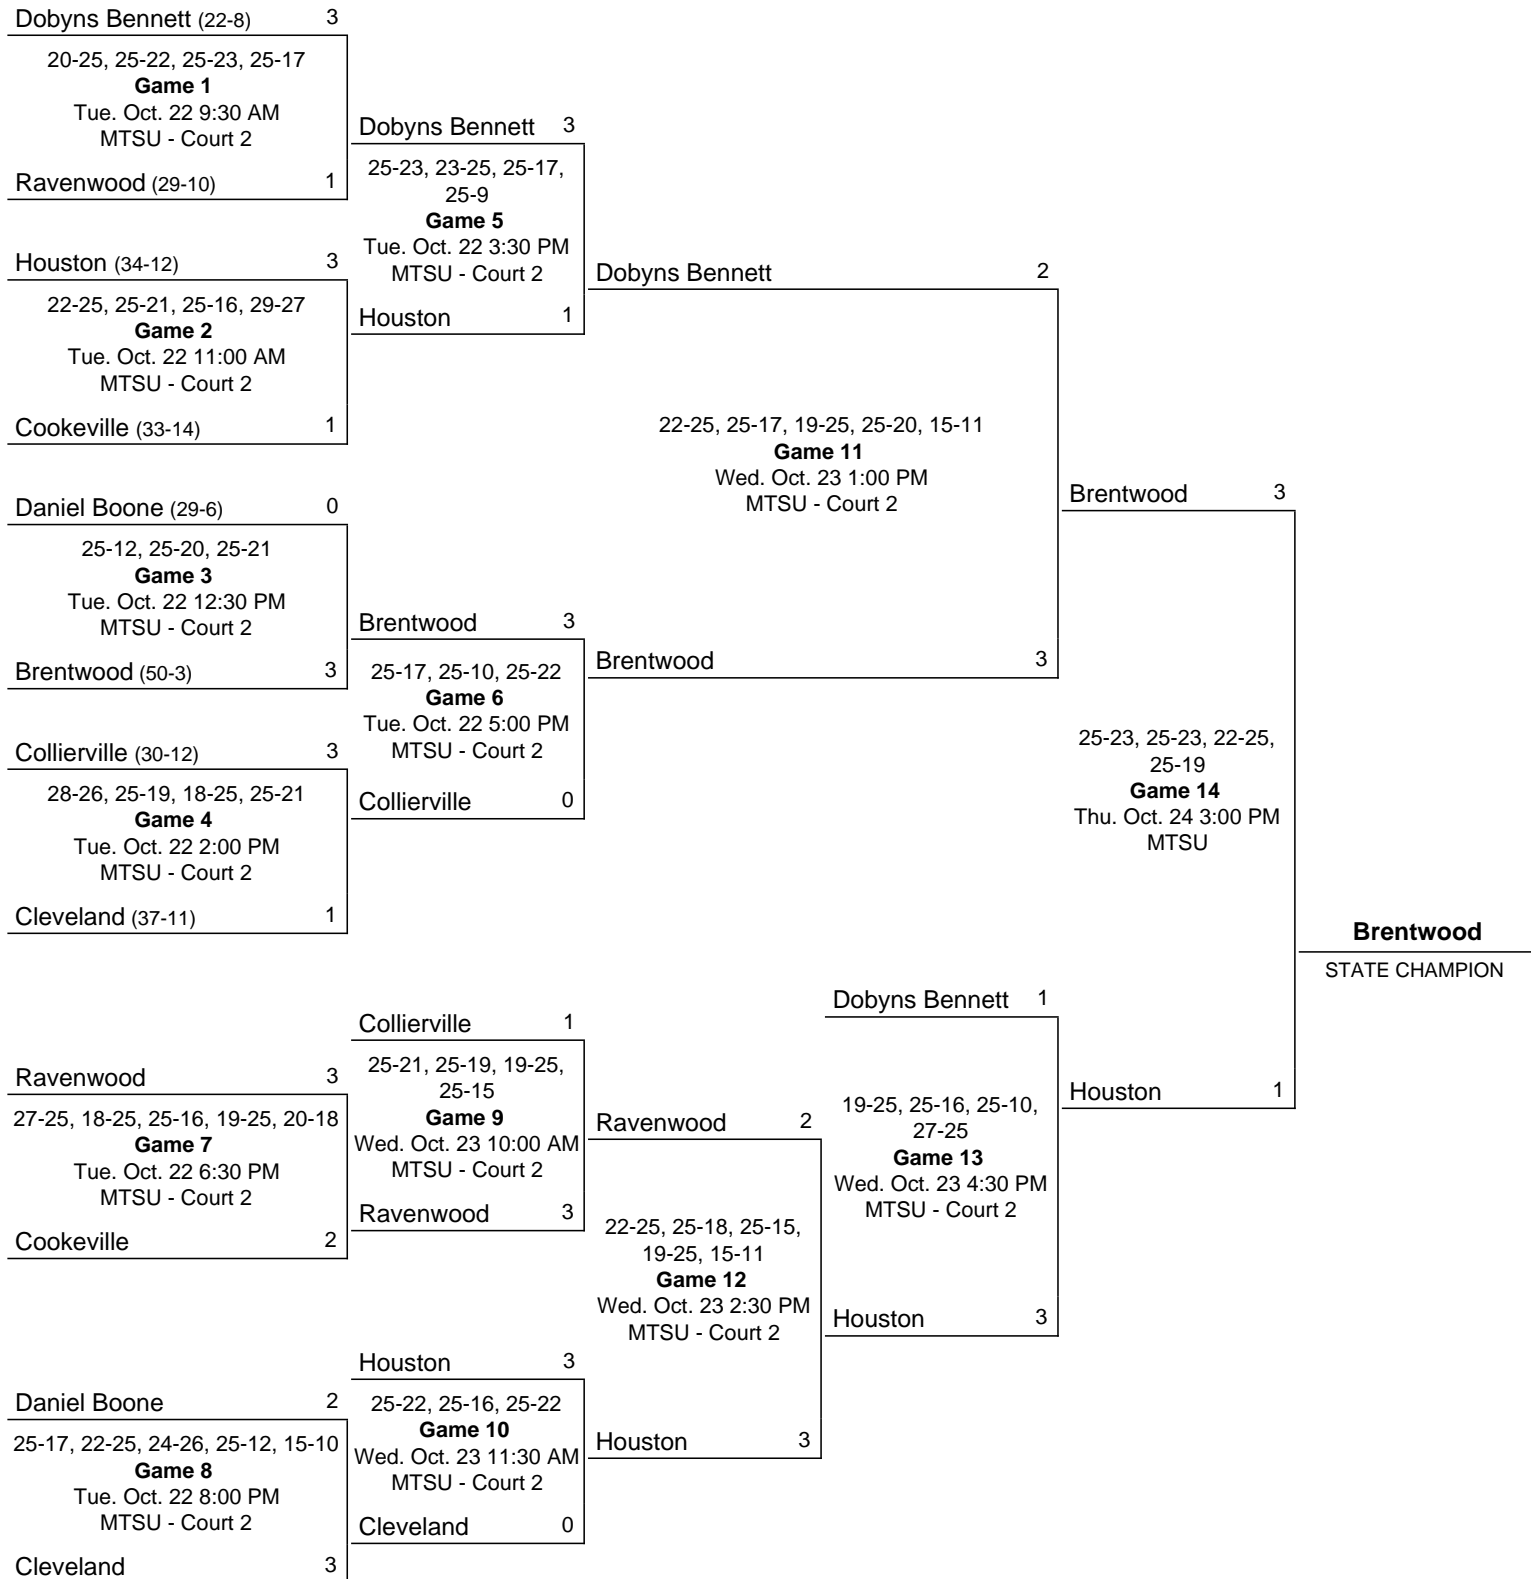 Dobyns Bennett (22-8) 3
20-25, 25-22, 25-23, 25-17
Game 1
Tue. Oct. 22 9:30 AM
MTSU - Court 2
Ravenwood (29-10) 1
Houston (34-12) 3
22-25, 25-21, 25-16, 29-27
Game 2
Tue. Oct. 22 11:00 AM
MTSU - Court 2
Cookeville (33-14) 1
Daniel Boone (29-6) 0
25-12, 25-20, 25-21
Game 3
Tue. Oct. 22 12:30 PM
MTSU - Court 2
Brentwood (50-3) 3
Collierville (30-12) 3
28-26, 25-19, 18-25, 25-21
Game 4
Tue. Oct. 22 2:00 PM
MTSU - Court 2
Cleveland (37-11) 1
Dobyns Bennett 3
25-23, 23-25, 25-17,
25-9
Game 5
Tue. Oct. 22 3:30 PM
MTSU - Court 2
Houston 1
Brentwood 3
25-17, 25-10, 25-22
Game 6
Tue. Oct. 22 5:00 PM
MTSU - Court 2
Collierville 0
Dobyns Bennett 2
22-25, 25-17, 19-25, 25-20, 15-11
Game 11
Wed. Oct. 23 1:00 PM
MTSU - Court 2
Brentwood 3
Brentwood 3
25-23, 25-23, 22-25,
25-19
Game 14
Thu. Oct. 24 3:00 PM
MTSU
Houston 1
Brentwood
STATE CHAMPION
Ravenwood 3
27-25, 18-25, 25-16, 19-25, 20-18
Game 7
Tue. Oct. 22 6:30 PM
MTSU - Court 2
Cookeville 2
Daniel Boone 2
25-17, 22-25, 24-26, 25-12, 15-10
Game 8
Tue. Oct. 22 8:00 PM
MTSU - Court 2
Cleveland 3
Collierville 1
25-21, 25-19, 19-25,
25-15
Game 9
Wed. Oct. 23 10:00 AM
MTSU - Court 2
Ravenwood 3
Houston 3
25-22, 25-16, 25-22
Game 10
Wed. Oct. 23 11:30 AM
MTSU - Court 2
Cleveland 0
Ravenwood 2
22-25, 25-18, 25-15,
19-25, 15-11
Game 12
Wed. Oct. 23 2:30 PM
MTSU - Court 2
Houston 3
Dobyns Bennett 1
19-25, 25-16, 25-10,
27-25
Game 13
Wed. Oct. 23 4:30 PM
MTSU - Court 2
Houston 3